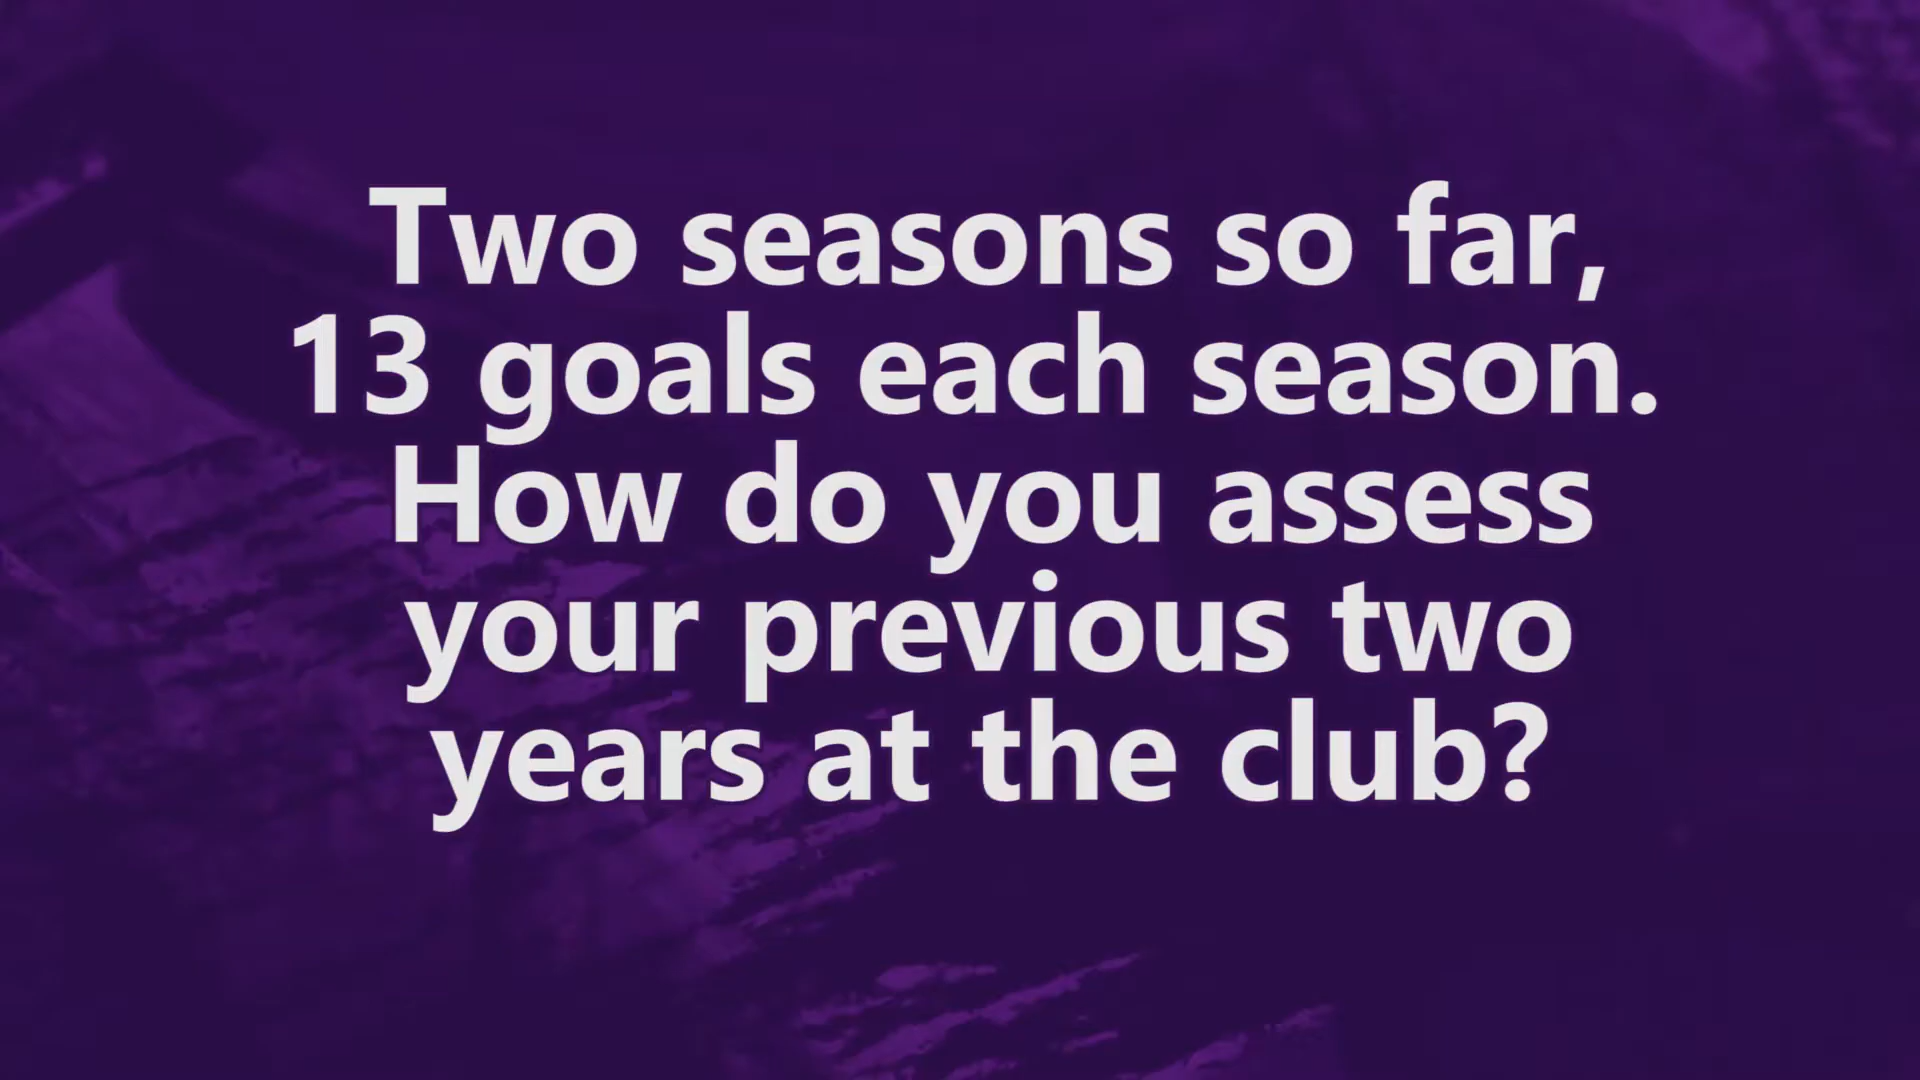 Two seasons so far,
13 goals each season.
How do you assess
your previous two
years at the club?